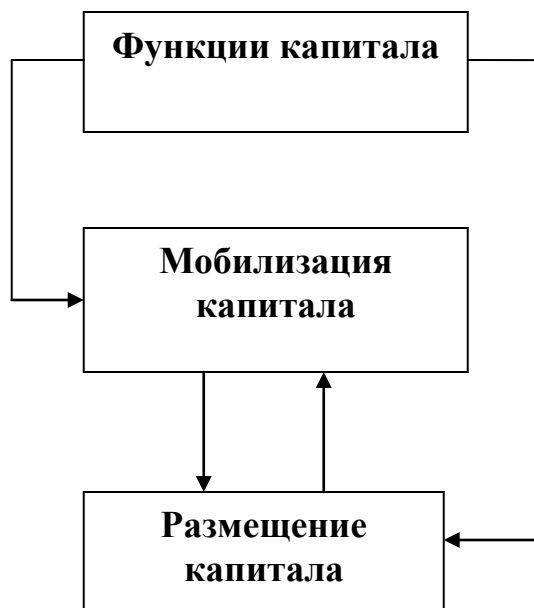 Функции капитала
Мобилизация
капитала
Размещение
капитала